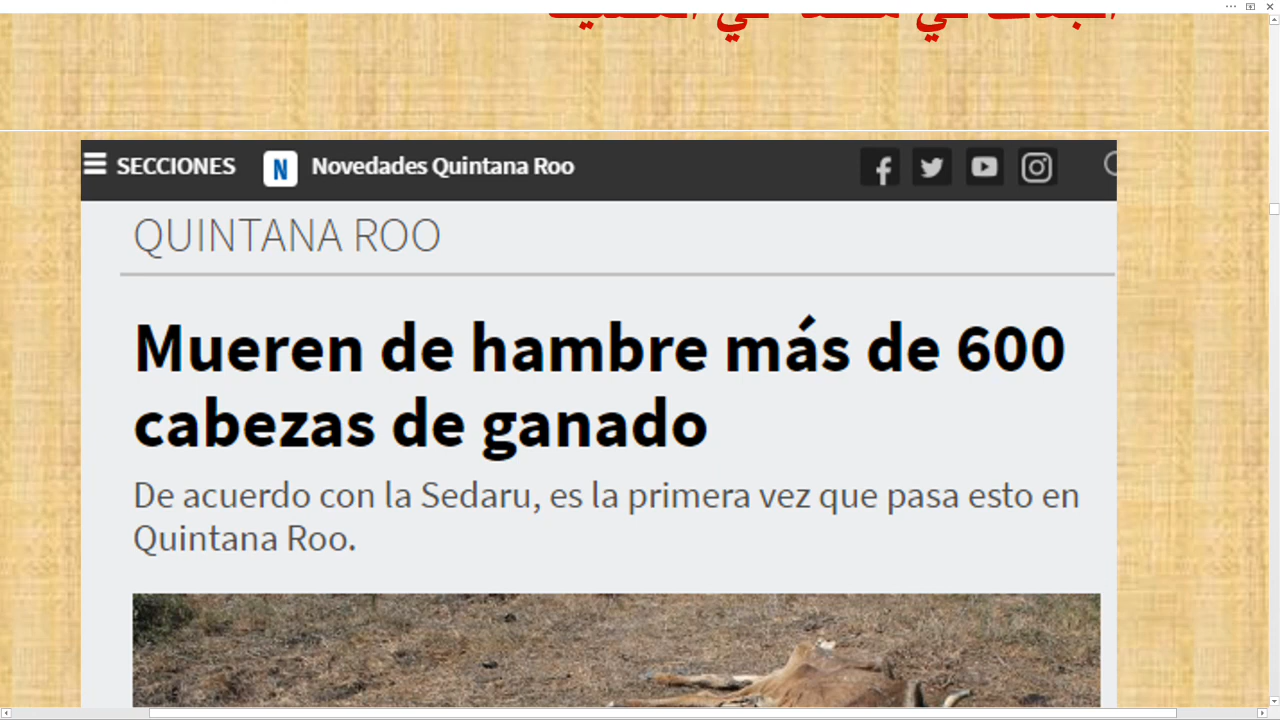 SECCIONES N Novedades Quintana Roo
QUINTANA ROO
Mueren de hambre más de 600
cabezas de ganado
De acuerdo con la Sedaru, es la primera vez que pasa esto en
Quintana Roo.